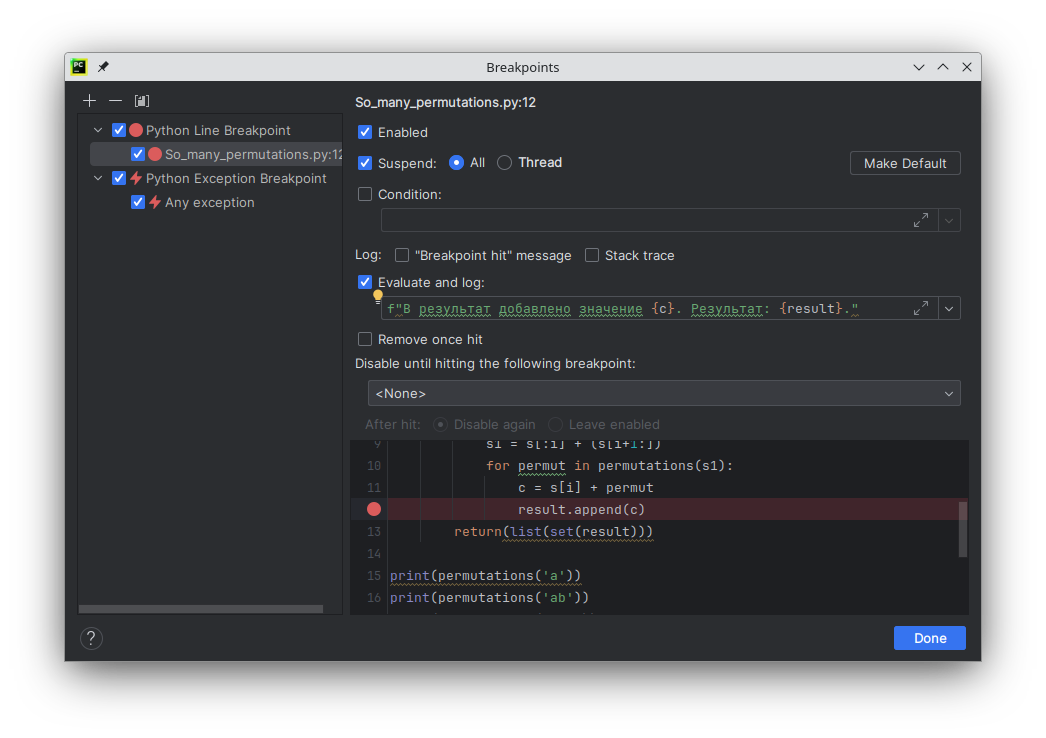 Breakpoints
So_many_permutations.py:12
Python Line Breakpoint
So_many_permutations.py:12
Python Exception Breakpoint
Any exception
Enabled
Suspend: All Thread Make Default
Condition:
Log: "Breakpoint hit" message Stack trace
Evaluate and log:
f"В результат добавлено значение {c}. Результат: {result}."
Remove once hit
Disable until hitting the following breakpoint:
<None>
After hit: Disable again Leave enabled
9 s1 = s[:i] + (s[i+1:])
10 for permut in permutations(s1):
11 c = s[i] + permut
result.append(c)
13 return(list(set(result)))
14
15 print(permutations('a'))
16 print(permutations('ab'))
? Done